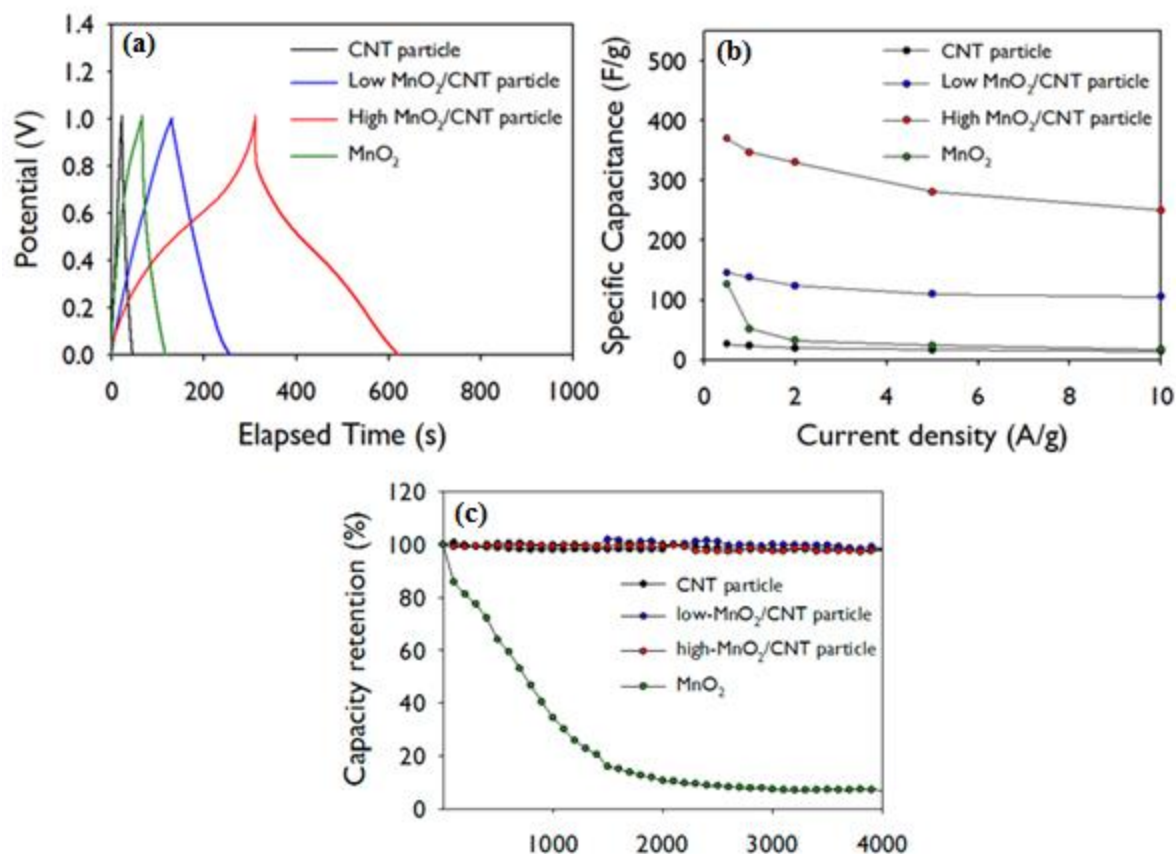 (a)
CNT particle
Low MnO₂/CNT particle
High MnO₂/CNT particle
MnO₂
Potential (V)
1.4
1.2
1.0
0.8
0.6
0.4
0.2
0.0
0 200 400 600 800 1000
Elapsed Time (s)
(b)
CNT particle
Low MnO₂/CNT particle
High MnO₂/CNT particle
MnO₂
Specific Capacitance (F/g)
500
400
300
200
100
0
0 2 4 6 8 10
Current density (A/g)
(c)
CNT particle
low-MnO₂/CNT particle
high-MnO₂/CNT particle
MnO₂
Capacity retention (%)
120
100
80
60
40
20
0
1000 2000 3000 4000